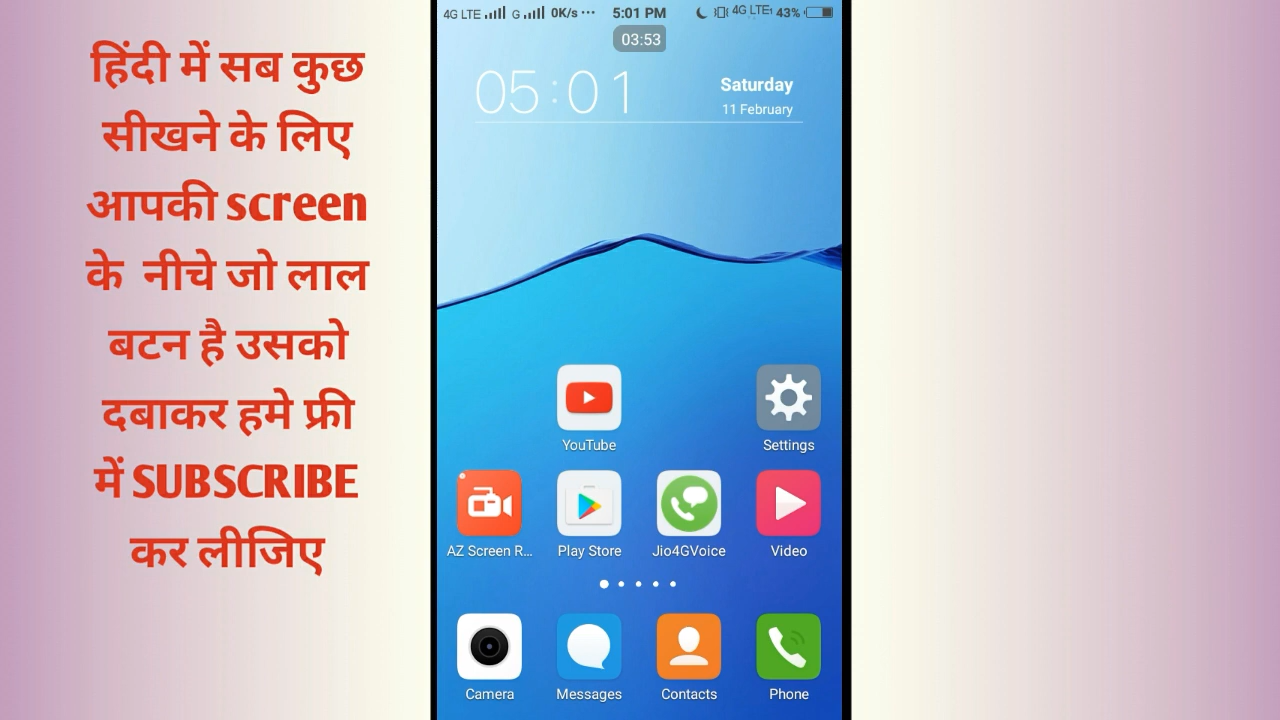 हिंदी में सब कुछ
सीखने के लिए
आपकी screen
के नीचे जो लाल
बटन है उसको
दबाकर हमे फ्री
में SUBSCRIBE
कर लीजिए
4G LTE G 0K/s ... 5:01 PM 4G LTE 43%
03:53
05:01
Saturday
11 February
YouTube
Settings
AZ Screen R...
Play Store
Jio4GVoice
Video
Camera
Messages
Contacts
Phone